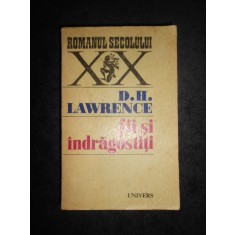 ROMANUL SECOLULUI
XX
D.H.
LAWRENCE
fii și
îndrăgostiți
UNIVERS